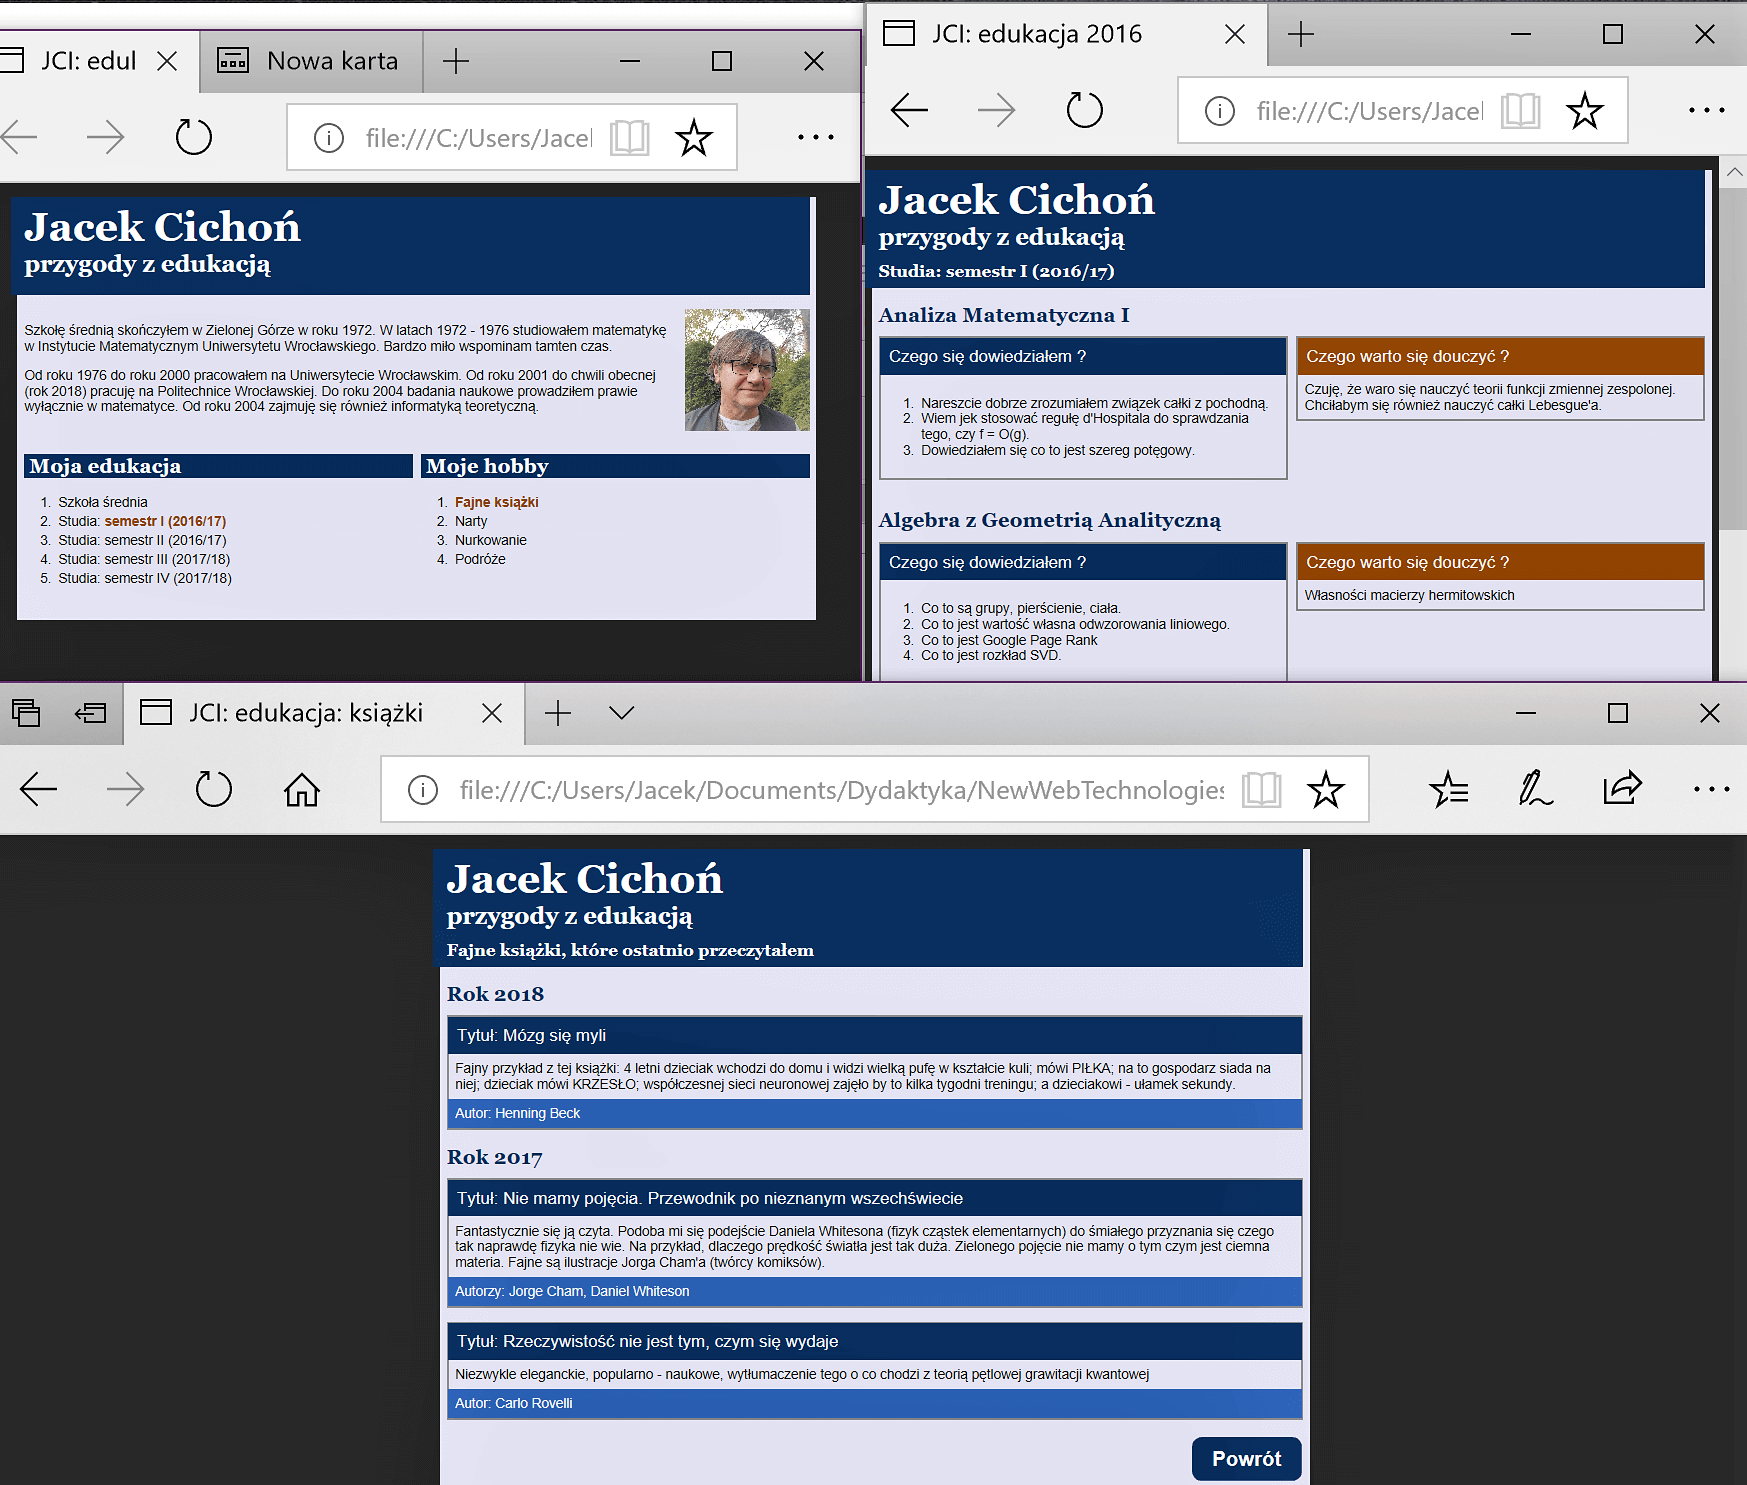 JCI: edul
Nowa karta
file:///C:/Users/Jacel
Jacek Cichoń
przygody z edukacją
Szkołę średnią skończyłem w Zielonej Górze w roku 1972. W latach 1972 - 1976 studiowałem matematykę
w Instytucie Matematycznym Uniwersytetu Wrocławskiego. Bardzo miło wspominam tamten czas.
Od roku 1976 do roku 2000 pracowałem na Uniwersytecie Wrocławskim. Od roku 2001 do chwili obecnej
(rok 2018) pracuję na Politechnice Wrocławskiej. Do roku 2004 badania naukowe prowadziłem prawie
wyłącznie w matematyce. Od roku 2004 zajmuję się również informatyką teoretyczną.
Moja edukacja
1. Szkoła średnia
2. Studia: semestr I (2016/17)
3. Studia: semestr II (2016/17)
4. Studia: semestr III (2017/18)
5. Studia: semestr IV (2017/18)
Moje hobby
1. Fajne książki
2. Narty
3. Nurkowanie
4. Podróże
JCI: edukacja 2016
file:///C:/Users/Jacel
Jacek Cichoń
przygody z edukacją
Studia: semestr I (2016/17)
Analiza Matematyczna I
Czego się dowiedziałem ?
1. Nareszcie dobrze zrozumiałem związek całki z pochodną.
2. Wiem jek stosować regułę d'Hospitala do sprawdzania
tego, czy f = O(g).
3. Dowiedziałem się co to jest szereg potęgowy.
Czego warto się douczyć ?
Czuję, że waro się nauczyć teorii funkcji zmiennej zespolonej.
Chciłabym się również nauczyć całki Lebesgue'a.
Algebra z Geometrią Analityczną
Czego się dowiedziałem ?
1. Co to są grupy, pierścienie, ciała.
2. Co to jest wartość własna odwzorowania liniowego.
3. Co to jest Google Page Rank
4. Co to jest rozkład SVD.
Czego warto się douczyć ?
Własności macierzy hermitowskich
JCI: edukacja: książki
file:///C:/Users/Jacek/Documents/Dydaktyka/NewWebTechnologies
Jacek Cichoń
przygody z edukacją
Fajne książki, które ostatnio przeczytałem
Rok 2018
Tytuł: Mózg się myli
Fajny przykład z tej książki: 4 letni dzieciak wchodzi do domu i widzi wielką pufę w kształcie kuli; mówi PIŁKA; na to gospodarz siada na
niej; dzieciak mówi KRZESŁO; współczesnej sieci neuronowej zajęło by to kilka tygodni treningu; a dzieciakowi - ułamek sekundy.
Autor: Henning Beck
Rok 2017
Tytuł: Nie mamy pojęcia. Przewodnik po nieznanym wszechświecie
Fantastycznie się ją czyta. Podoba mi się podejście Daniela Whitesona (fizyk cząstek elementarnych) do śmiałego przyznania się czego
tak naprawdę fizyka nie wie. Na przykład, dlaczego prędkość światła jest tak duża. Zielonego pojęcie nie mamy o tym czym jest ciemna
materia. Fajne są ilustracje Jorga Cham'a (twórcy komiksów).
Autorzy: Jorge Cham, Daniel Whiteson
Tytuł: Rzeczywistość nie jest tym, czym się wydaje
Niezwykle eleganckie, popularno - naukowe, wytłumaczenie tego o co chodzi z teorią pętlowej grawitacji kwantowej
Autor: Carlo Rovelli
Powrót